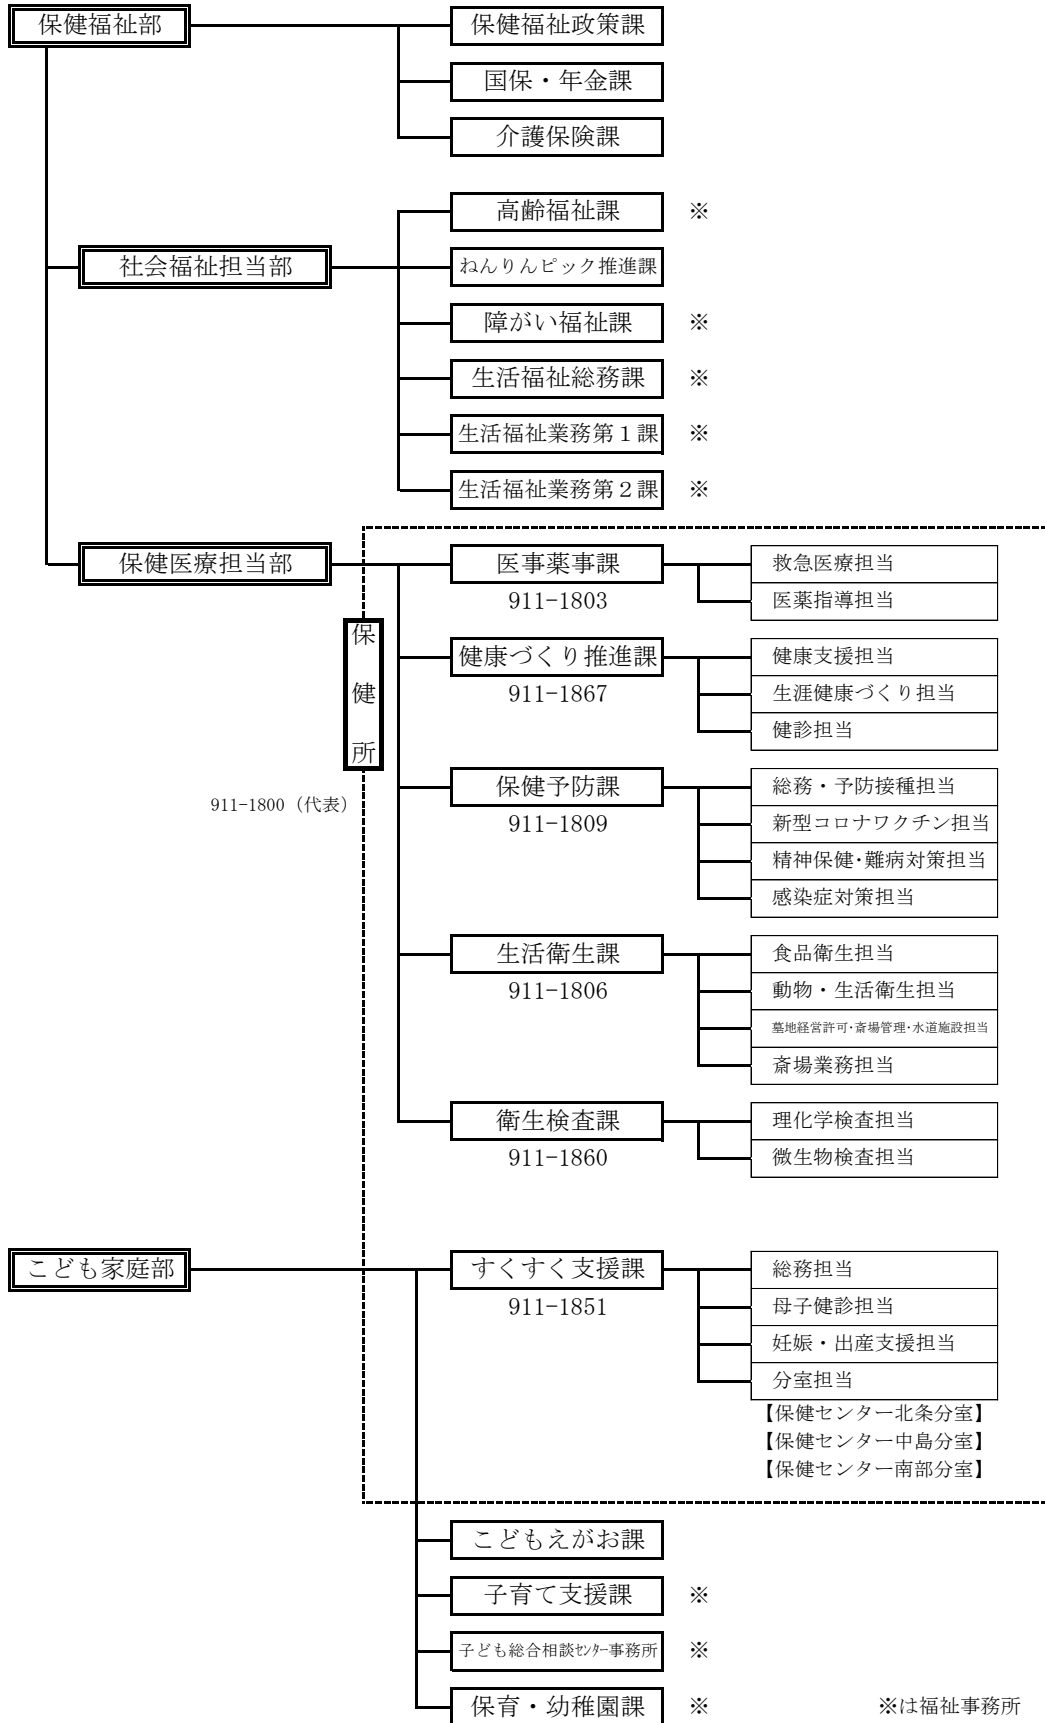 保健福祉部
保健福祉政策課
国保・年金課
介護保険課
高齢福祉課 ※
社会福祉担当部
ねんりんピック推進課
障がい福祉課 ※
生活福祉総務課 ※
生活福祉業務第１課 ※
生活福祉業務第２課 ※
保健医療担当部
保健所
911-1800（代表）
医事薬事課
911-1803
救急医療担当
医薬指導担当
健康づくり推進課
911-1867
健康支援担当
生涯健康づくり担当
健診担当
保健予防課
911-1809
総務・予防接種担当
新型コロナワクチン担当
精神保健・難病対策担当
感染症対策担当
生活衛生課
911-1806
食品衛生担当
動物・生活衛生担当
墓地経営許可・斎場管理・水道施設担当
斎場業務担当
衛生検査課
911-1860
理化学検査担当
微生物検査担当
こども家庭部
すくすく支援課
911-1851
総務担当
母子健診担当
妊娠・出産支援担当
分室担当
【保健センター北条分室】
【保健センター中島分室】
【保健センター南部分室】
こどもえがお課
子育て支援課 ※
子ども総合相談ｾﾝﾀｰ事務所 ※
保育・幼稚園課 ※
※は福祉事務所